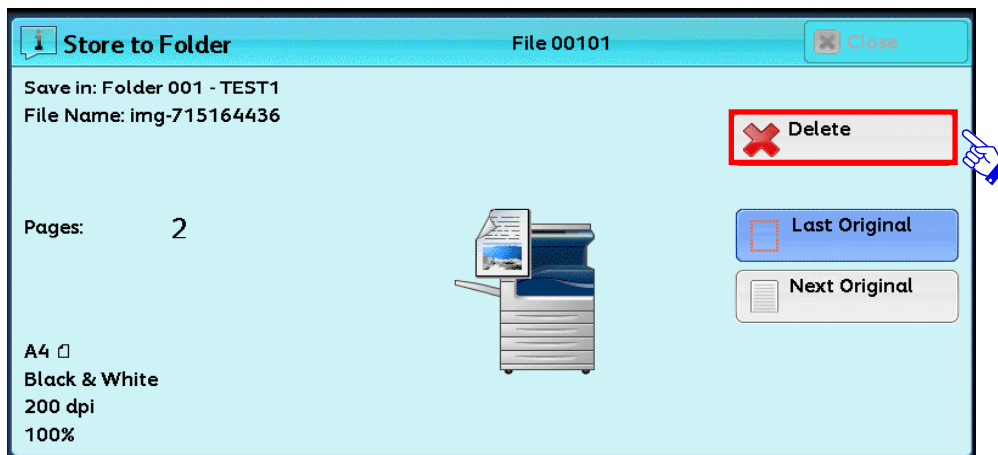 Store to Folder
File 00101
Close
Save in: Folder 001 - TEST1
File Name: img-715164436
Delete
Pages: 2
Last Original
Next Original
A4
Black & White
200 dpi
100%